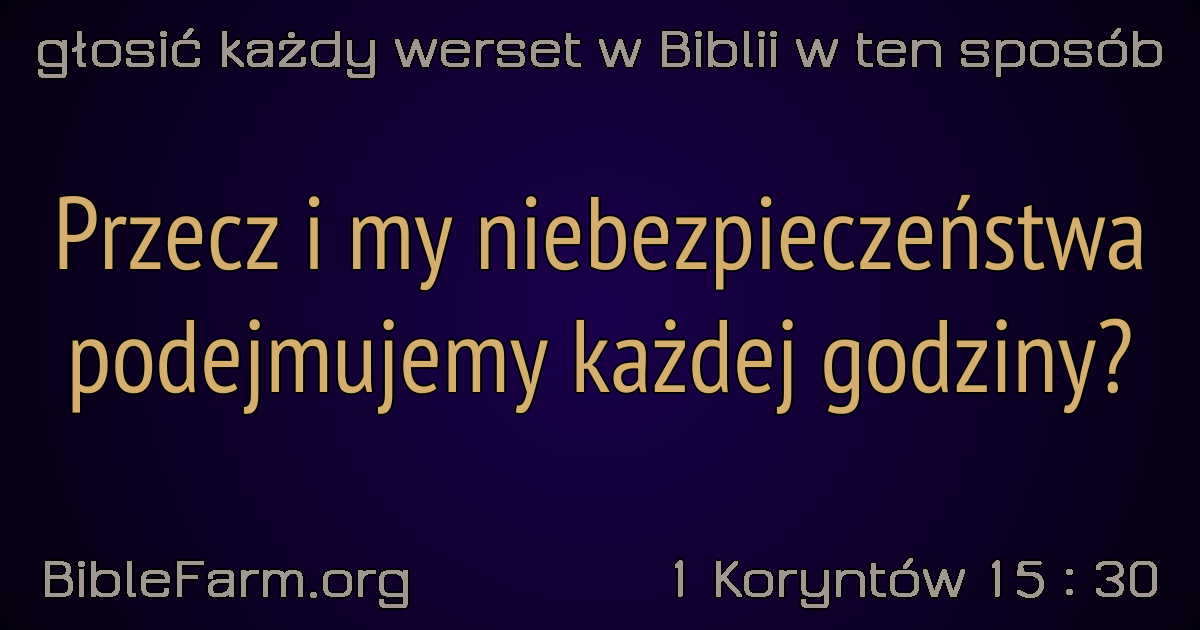 głosić każdy werset w Biblii w ten sposób
Przecz i my niebezpieczeństwa
podejmujemy każdej godziny?
BibleFarm.org
1 Koryntów 15 : 30